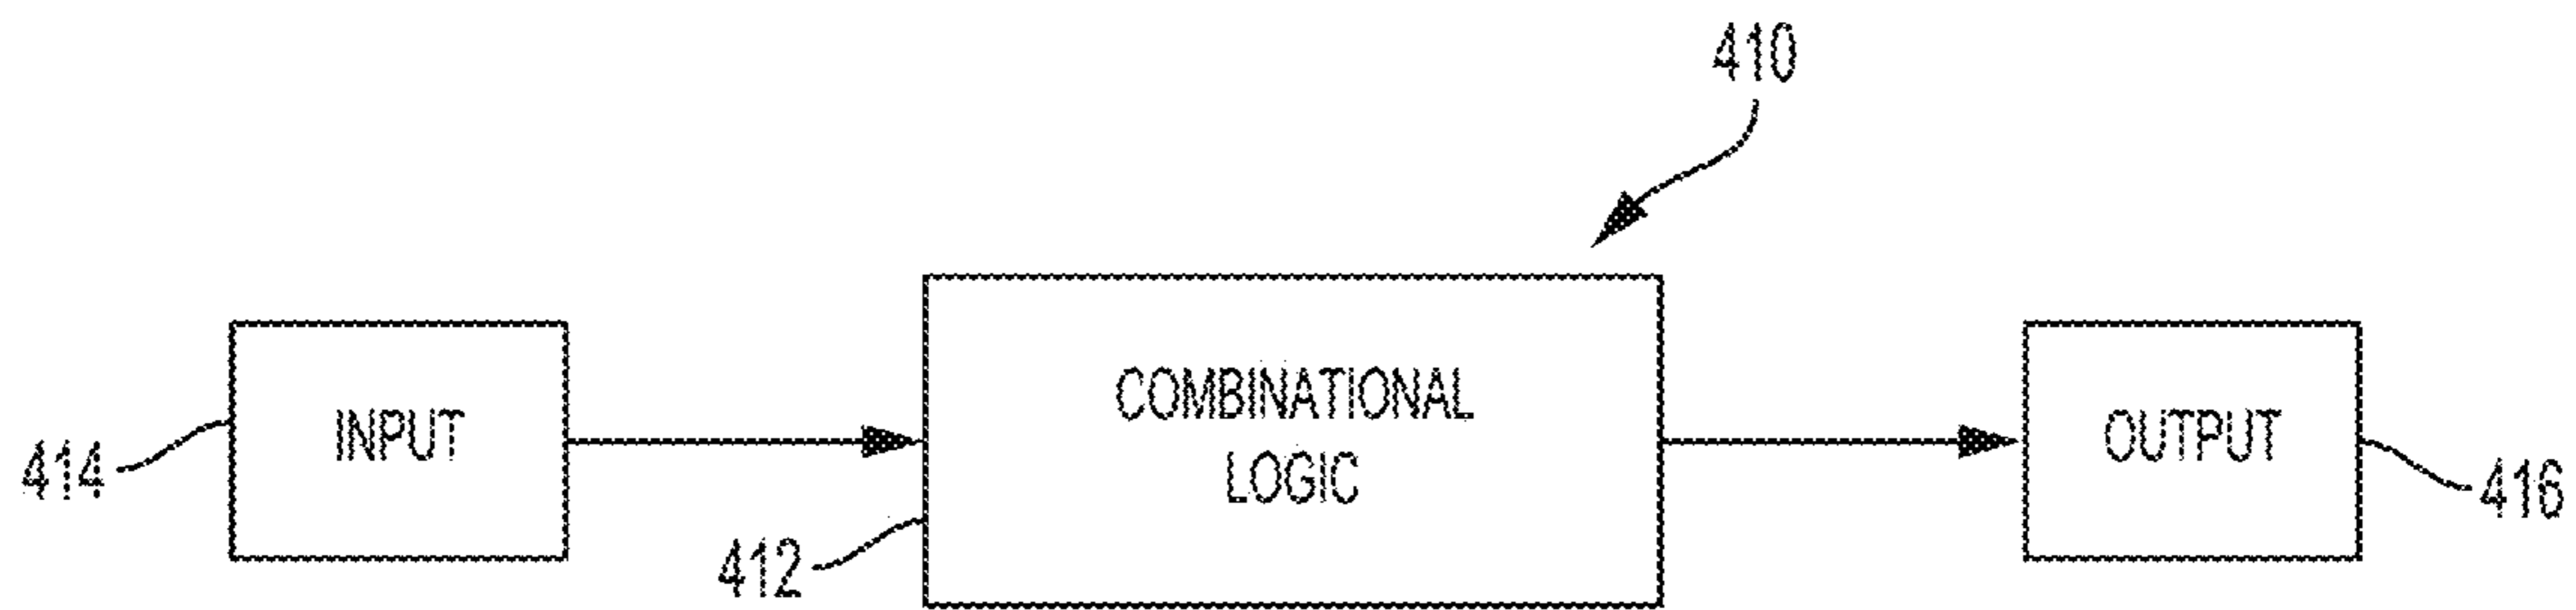 410
INPUT
COMBINATIONAL
LOGIC
OUTPUT
414
412
416